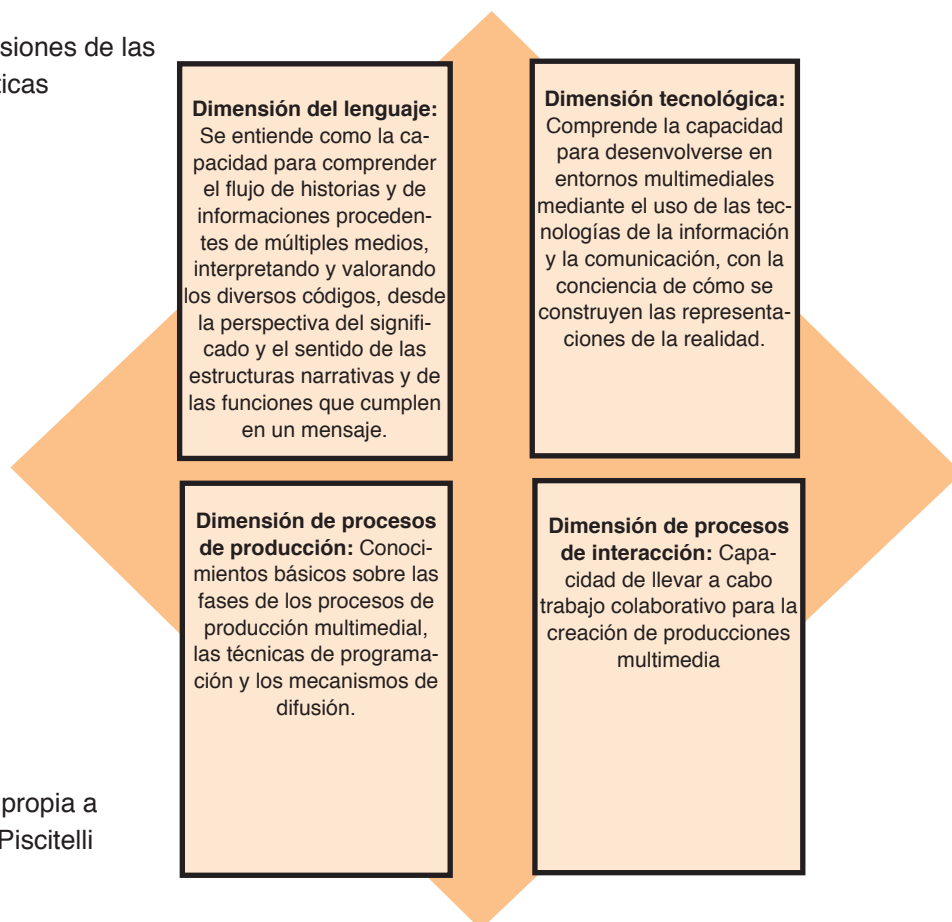 siones de las
ticas
Dimensión del lenguaje:
Se entiende como la ca-
pacidad para comprender
el flujo de historias y de
informaciones proceden-
tes de múltiples medios,
interpretando y valorando
los diversos códigos, desde
la perspectiva del signifi-
cado y el sentido de las
estructuras narrativas y de
las funciones que cumplen
en un mensaje.
Dimensión tecnológica:
Comprende la capacidad
para desenvolverse en
entornos multimediales
mediante el uso de las tec-
nologías de la información
y la comunicación, con la
conciencia de cómo se
construyen las representa-
ciones de la realidad.
Dimensión de procesos
de producción: Conoci-
mientos básicos sobre las
fases de los procesos de
producción multimedial,
las técnicas de programa-
ción y los mecanismos de
difusión.
Dimensión de procesos
de interacción: Capa-
cidad de llevar a cabo
trabajo colaborativo para la
creación de producciones
multimedia
propia a
Piscitelli